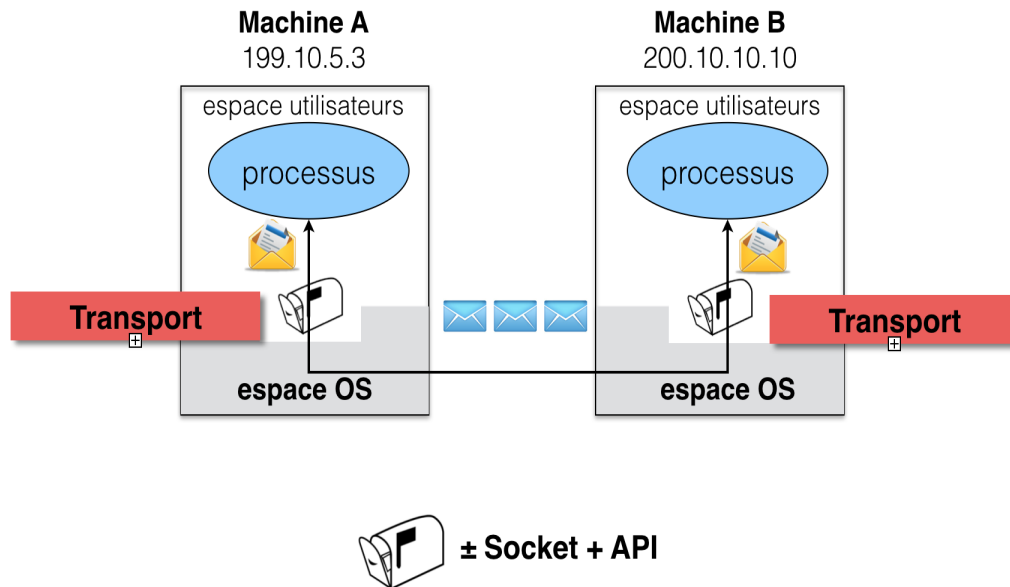 Machine A
199.10.5.3
Machine B
200.10.10.10
espace utilisateurs
processus
espace utilisateurs
processus
Transport
Transport
espace OS
espace OS
± Socket + API